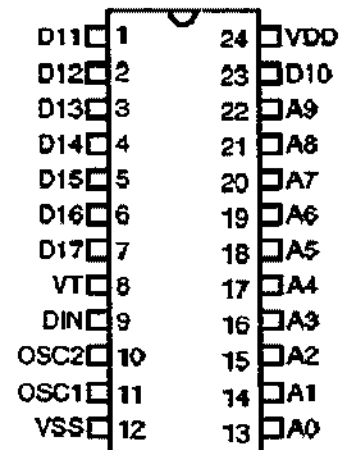 D11 1 24 VDD
D12 2 23 D10
D13 3 22 A9
D14 4 21 A8
D15 5 20 A7
D16 6 19 A6
D17 7 18 A5
VT 8 17 A4
DIN 9 16 A3
OSC2 10 15 A2
OSC1 11 14 A1
VSS 12 13 A0